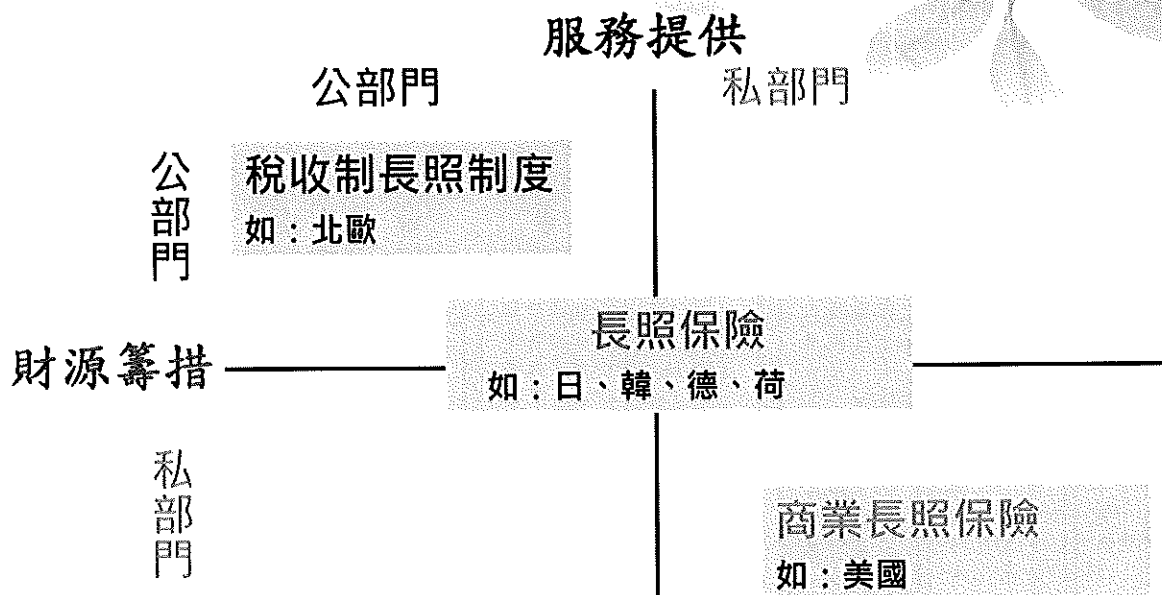 服務提供
公部門
私部門
公部門
稅收制長照制度
如：北歐
長照保險
如：日、韓、德、荷
財源籌措
私部門
商業長照保險
如：美國